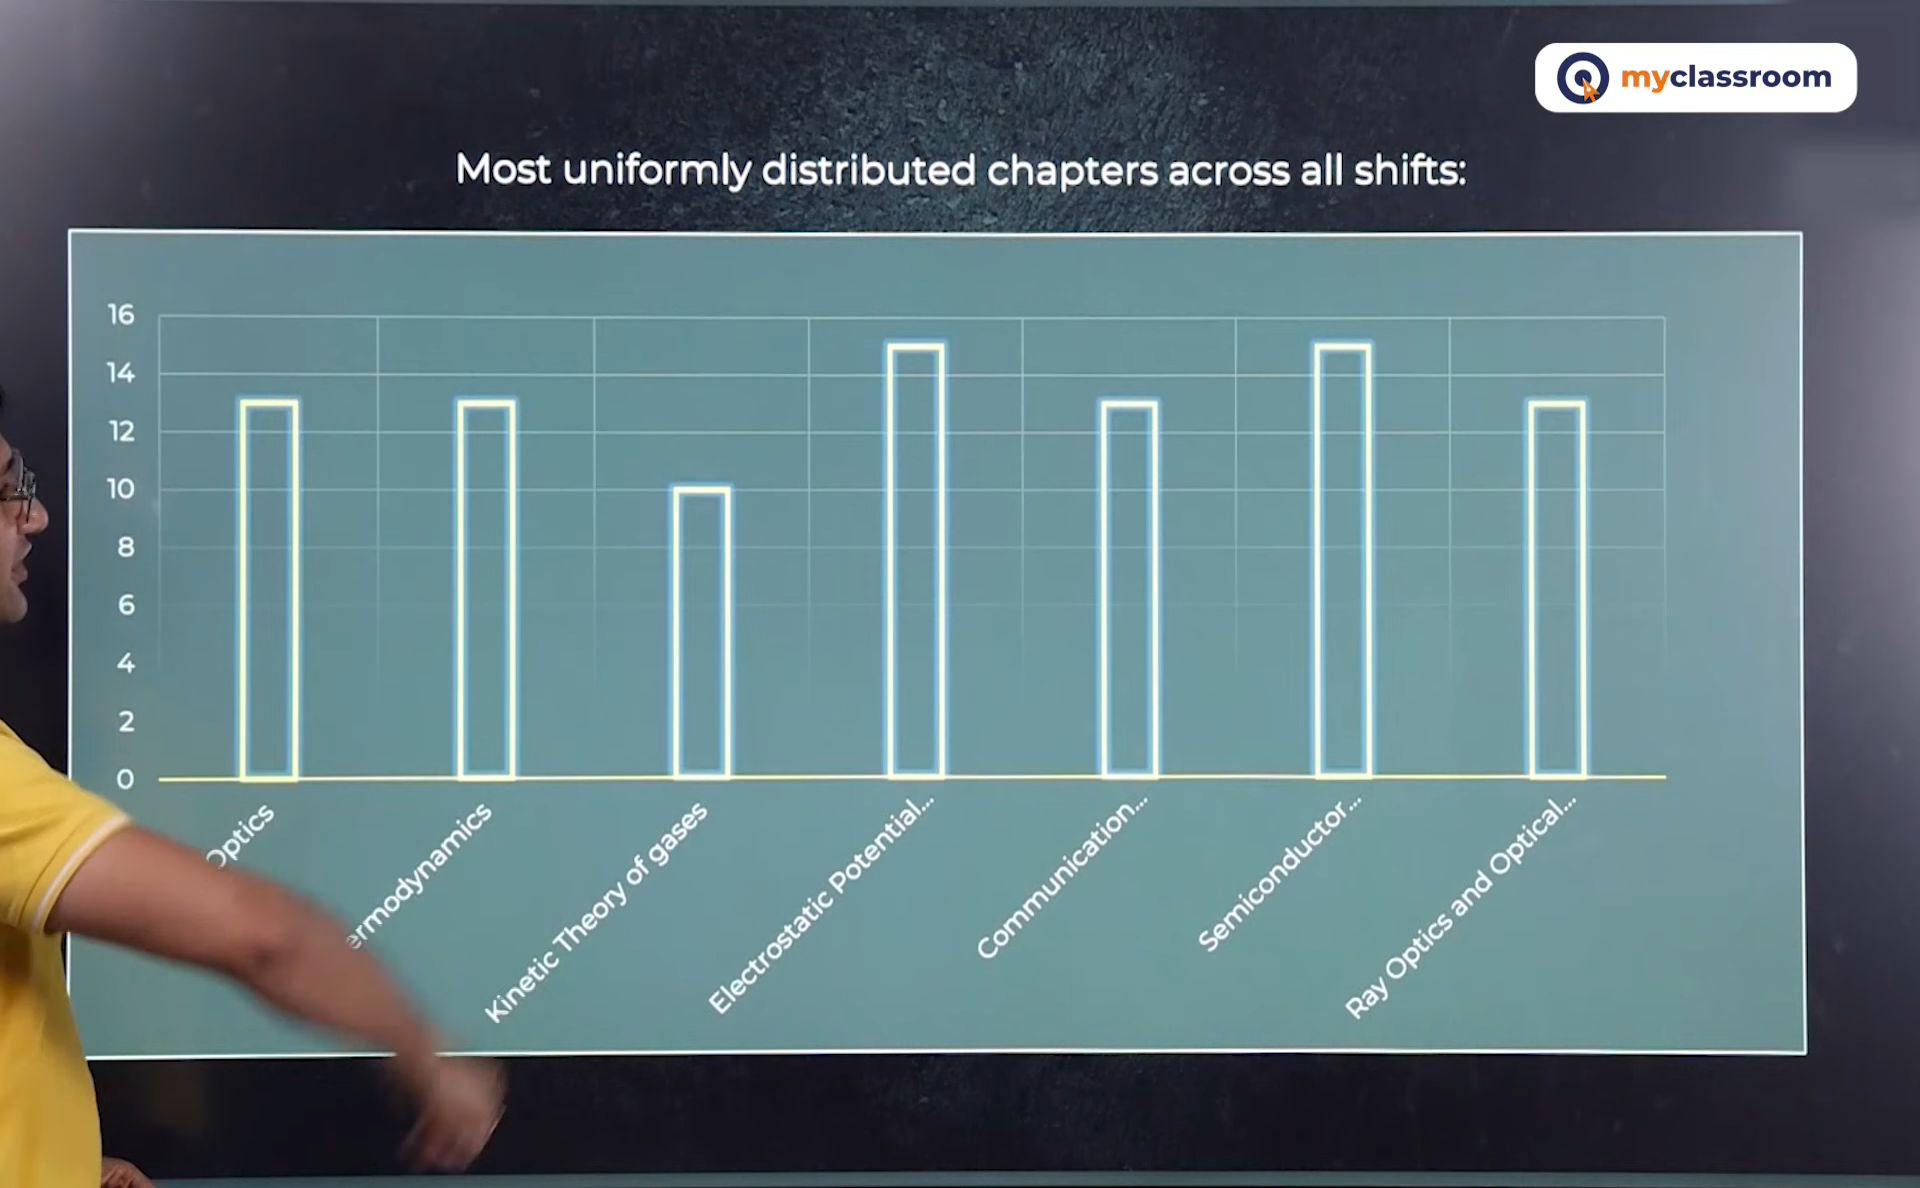 myclassroom
Most uniformly distributed chapters across all shifts:
16
14
12
10
8
6
4
2
0
Optics
ermodynamics
Kinetic Theory of gases
Electrostatic Potential...
Communication...
Semiconductor...
Ray Optics and Optical...